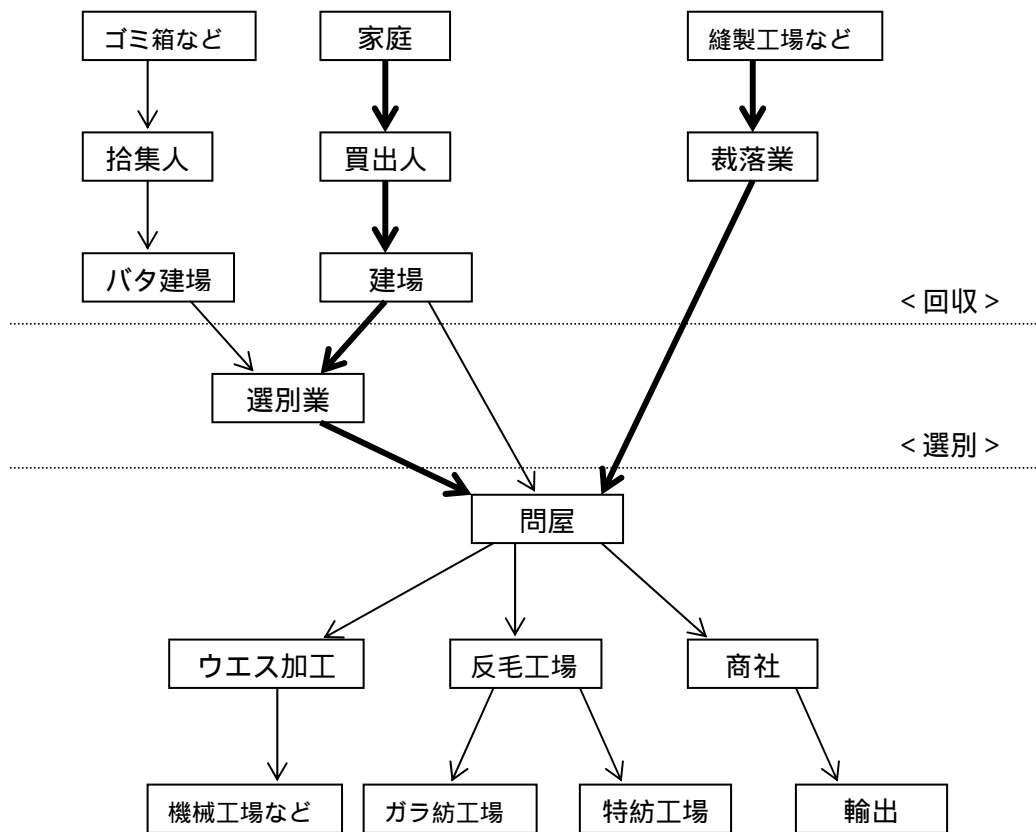 ゴミ箱など
家庭
縫製工場など
拾集人
買出人
裁落業
バタ建場
建場
＜回収＞
選別業
＜選別＞
問屋
ウエス加工
反毛工場
商社
機械工場など
ガラ紡工場
特紡工場
輸出